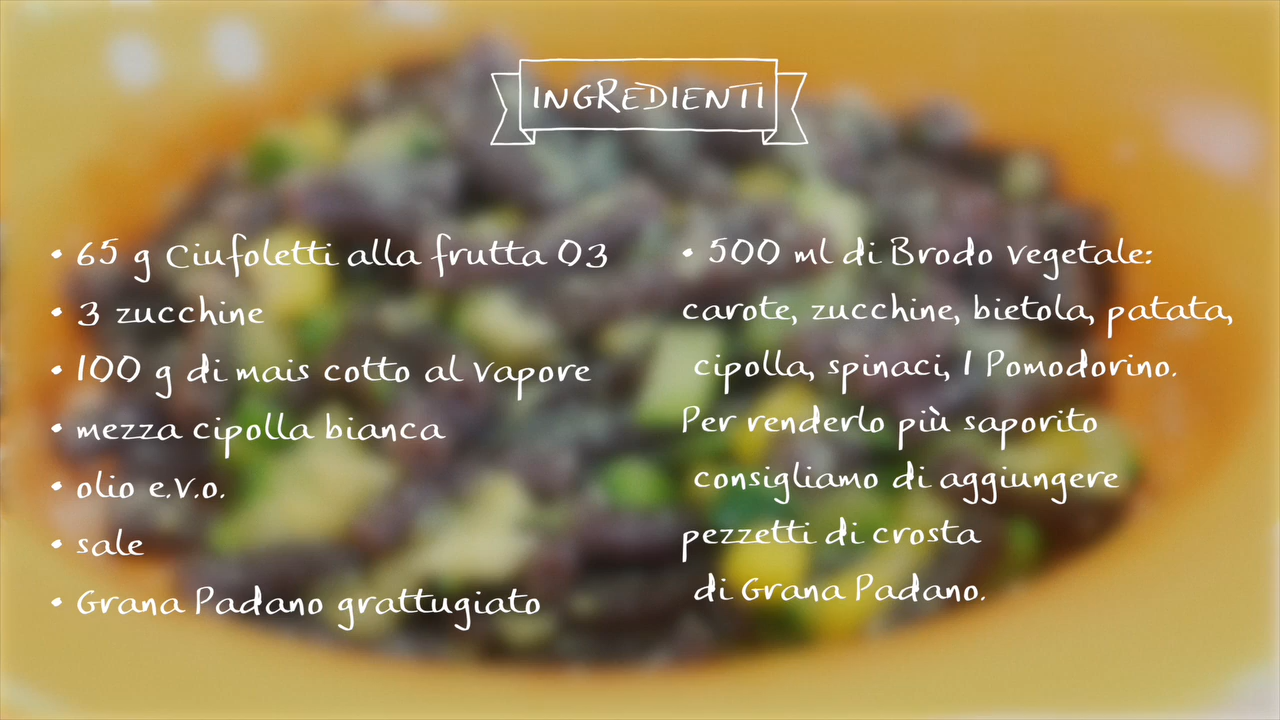 INGREDIENTI
• 65 g Ciufoletti alla frutta O3
• 3 zucchine
• 100 g di mais cotto al vapore
• mezza cipolla bianca
• olio e.v.o.
• sale
• Grana Padano grattugiato
• 500 ml di Brodo vegetale:
carote, zucchine, bietola, patata,
cipolla, spinaci, 1 Pomodorino.
Per renderlo più saporito
consigliamo di aggiungere
pezzetti di crosta
di Grana Padano.